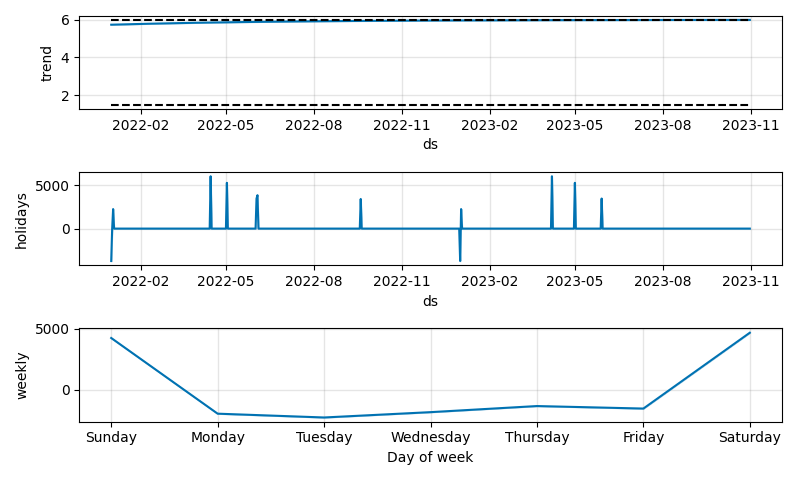 6
4
2
trend
2022-02 2022-05 2022-08 2022-11 2023-02 2023-05 2023-08 2023-11
ds
5000
0
holidays
2022-02 2022-05 2022-08 2022-11 2023-02 2023-05 2023-08 2023-11
ds
5000
0
weekly
Sunday Monday Tuesday Wednesday Thursday Friday Saturday
Day of week